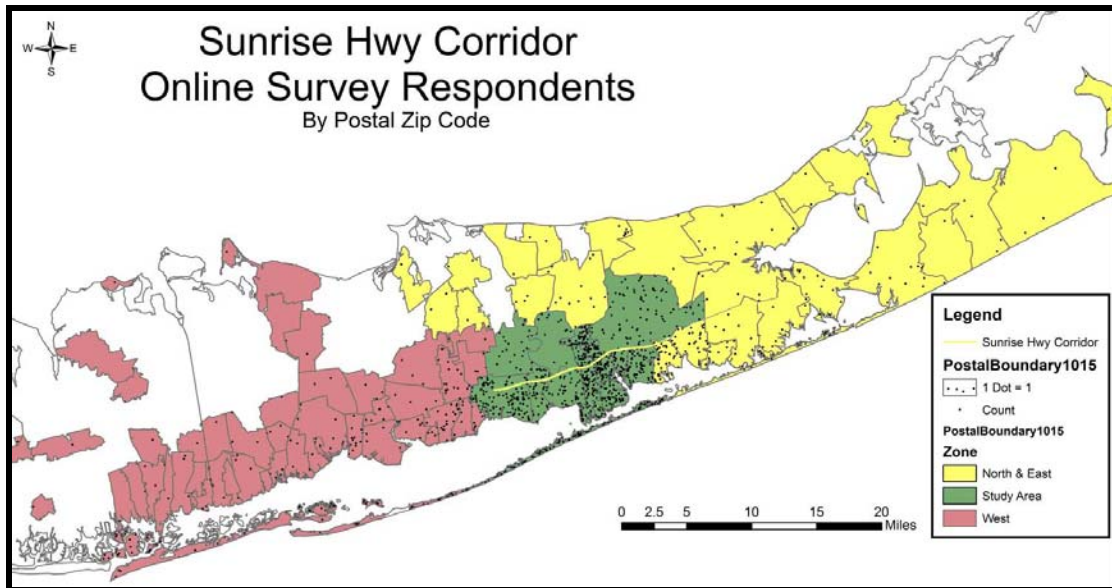 N
W E
S
Sunrise Hwy Corridor
Online Survey Respondents
By Postal Zip Code
Legend
Sunrise Hwy Corridor
PostalBoundary1015
1 Dot = 1
Count
PostalBoundary1015
Zone
North & East
Study Area
West
0 2.5 5 10 15 20
Miles